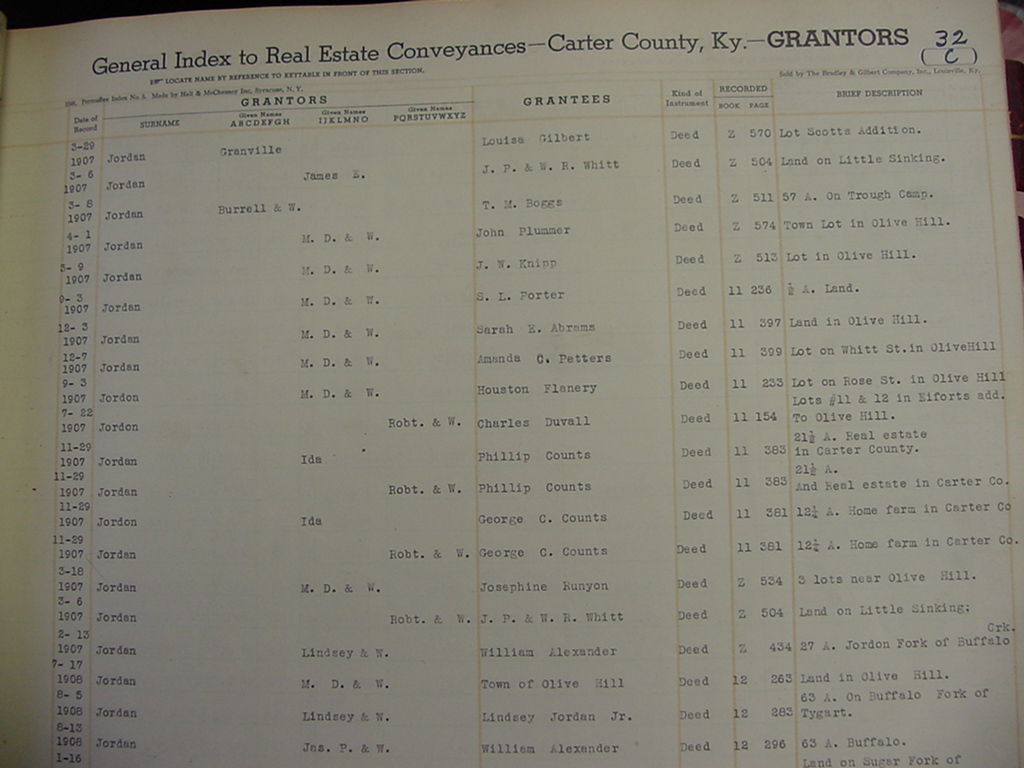 General Index to Real Estate Conveyances—Carter County, Ky.—GRANTORS 32
( C )
LOCATE NAME BY REFERENCE TO KEYTABLE IN FRONT OF THIS SECTION.
Sold by The Bradley & Gilbert Company, Inc., Louisville, Ky.
Index No. 5. Made by Hall & McChesney Inc, Syracuse, N. Y.
Date of Record SURNAME GRANTORS Given Names ABCDEFGH Given Names IJKLMNO Given Names PQRSTUVWXYZ GRANTEES Kind of Instrument RECORDED BOOK PAGE BRIEF DESCRIPTION
3-29
1907 Jordan Granville Louisa Gilbert Deed Z 570 Lot Scotts Addition.
3- 6
1907 Jordan James E. J. P. & W. R. Whitt Deed Z 504 Land on Little Sinking.
3- 8
1907 Jordan Burrell & W. T. M. Boggs Deed Z 511 57 A. On Trough Camp.
4- 1
1907 Jordan M. D. & W. John Plummer Deed Z 574 Town Lot in Olive Hill.
3- 9
1907 Jordan M. D. & W. J. W. Knipp Deed Z 513 Lot in Olive Hill.
9- 3
1907 Jordan M. D. & W. S. L. Porter Deed 11 236 ½ A. Land.
12- 3
1907 Jordan M. D. & W. Sarah E. Abrams Deed 11 397 Land in Olive Hill.
12-7
1907 Jordan M. D. & W. Amanda C. Petters Deed 11 399 Lot on Whitt St.in OliveHill
9- 3
1907 Jordon M. D. & W. Houston Flanery Deed 11 233 Lot on Rose St. in Olive Hill
7- 22 Lots #11 & 12 in Eiforts add.
1907 Jordon Robt. & W. Charles Duvall Deed 11 154 To Olive Hill.
11-29 21½ A. Real estate
1907 Jordan Ida Phillip Counts Deed 11 383 in Carter County.
11-29 21½ A.
1907 Jordan Robt. & W. Phillip Counts Deed 11 383 And Real estate in Carter Co.
11-29
1907 Jordon Ida George C. Counts Deed 11 381 12¼ A. Home farm in Carter Co
11-29
1907 Jordan Robt. & W. George C. Counts Deed 11 381 12¼ A. Home farm in Carter Co.
3-18
1907 Jordan M. D. & W. Josephine Runyon Deed Z 534 3 lots near Olive Hill.
3- 6
1907 Jordan Robt. & W. J. P. & W. R. Whitt Deed Z 504 Land on Little Sinking;
2- 13 Crk.
1907 Jordan Lindsey & W. William Alexander Deed Z 434 27 A. Jordon Fork of Buffalo
7- 17
1908 Jordan M. D. & W. Town of Olive Hill Deed 12 263 Land in Olive Hill.
8- 5 63 A. On Buffalo Fork of
1908 Jordan Lindsey & W. Lindsey Jordan Jr. Deed 12 283 Tygart.
8-13
1908 Jordan Jas. P. & W. William Alexander Deed 12 296 63 A. Buffalo.
1-16 Land on Sugar Fork of